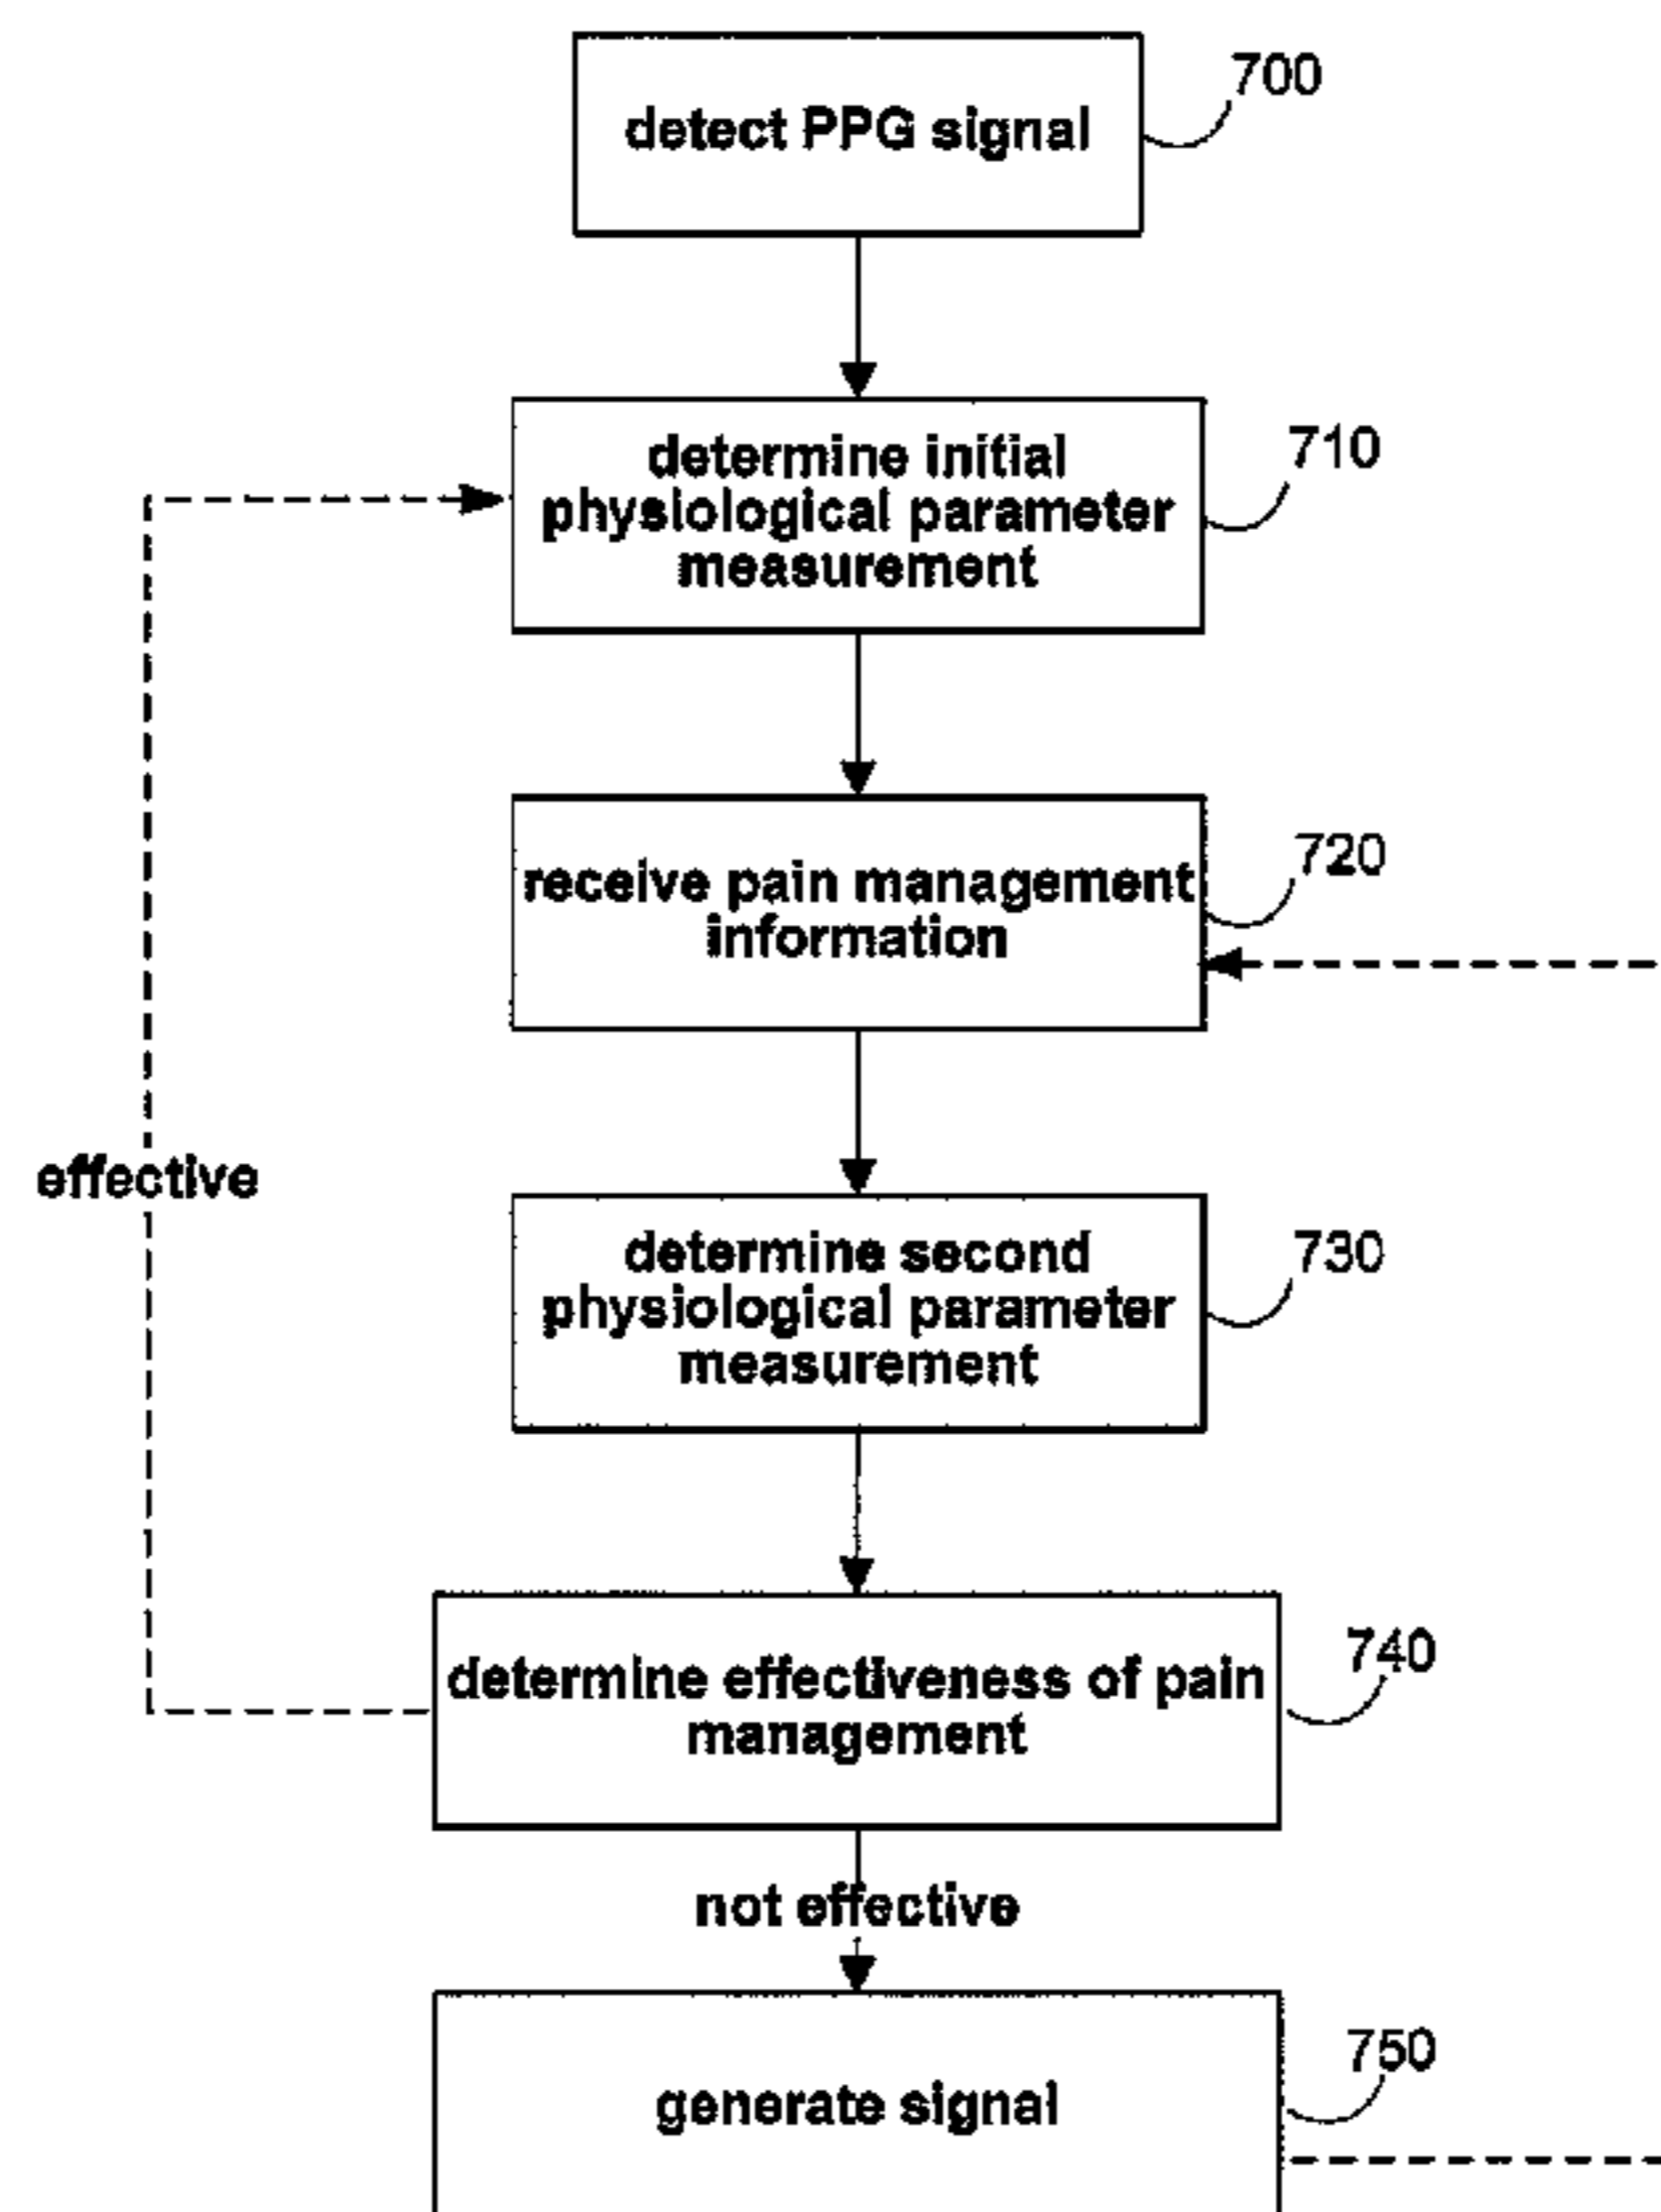 detect PPG signal
700
determine initial
physiological parameter
measurement
710
receive pain management
information
720
effective
determine second
physiological parameter
measurement
730
determine effectiveness of pain
management
740
not effective
generate signal
750